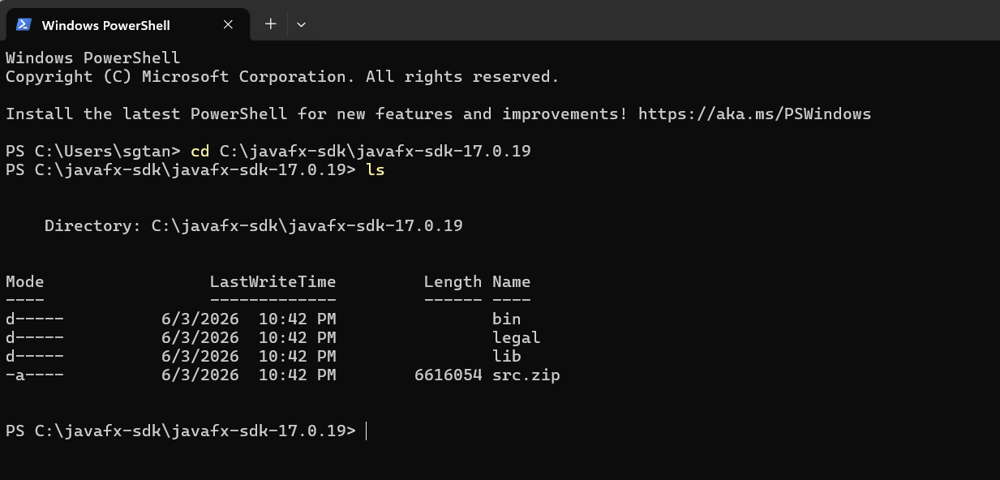 Windows PowerShell
Windows PowerShell
Copyright (C) Microsoft Corporation. All rights reserved.
Install the latest PowerShell for new features and improvements! https://aka.ms/PSWindows
PS C:\Users\sgtan> cd C:\javafx-sdk\javafx-sdk-17.0.19
PS C:\javafx-sdk\javafx-sdk-17.0.19> ls
    Directory: C:\javafx-sdk\javafx-sdk-17.0.19
Mode                 LastWriteTime         Length Name
----                 -------------         ------ ----
d-----          6/3/2026  10:42 PM                bin
d-----          6/3/2026  10:42 PM                legal
d-----          6/3/2026  10:42 PM                lib
-a----          6/3/2026  10:42 PM        6616054 src.zip
PS C:\javafx-sdk\javafx-sdk-17.0.19>